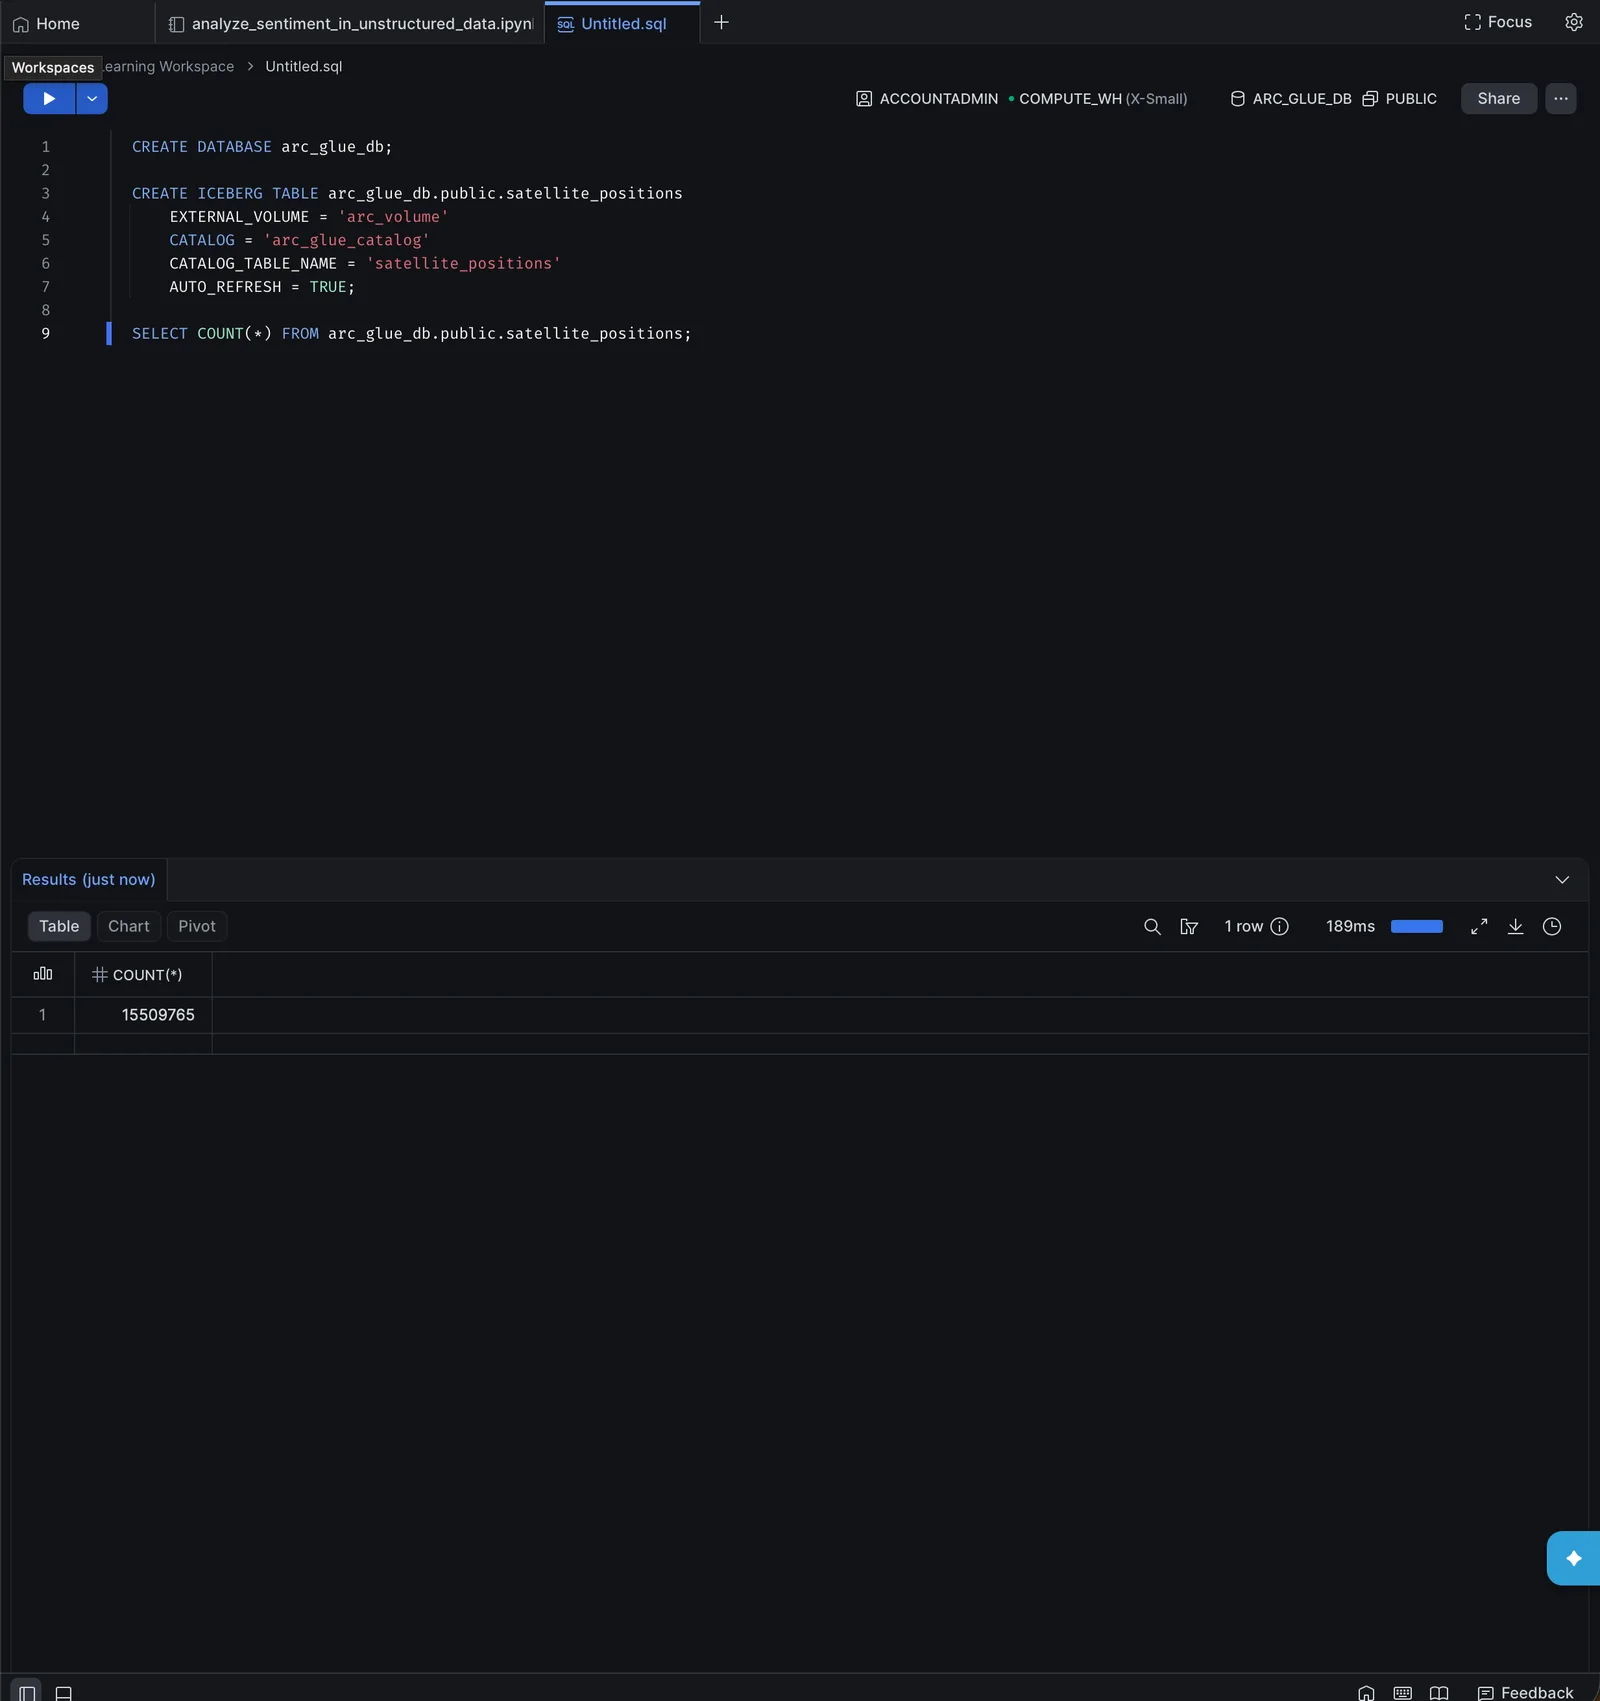 Home
analyze_sentiment_in_unstructured_data.ipyn
SQL Untitled.sql
Focus
Workspaces
earning Workspace > Untitled.sql
ACCOUNTADMIN
COMPUTE_WH (X-Small)
ARC_GLUE_DB
PUBLIC
Share
1 CREATE DATABASE arc_glue_db;
2
3 CREATE ICEBERG TABLE arc_glue_db.public.satellite_positions
4 EXTERNAL_VOLUME = 'arc_volume'
5 CATALOG = 'arc_glue_catalog'
6 CATALOG_TABLE_NAME = 'satellite_positions'
7 AUTO_REFRESH = TRUE;
8
9 SELECT COUNT(*) FROM arc_glue_db.public.satellite_positions;
Results (just now)
Table Chart Pivot
1 row
189ms
# COUNT(*)
1 15509765
Feedback